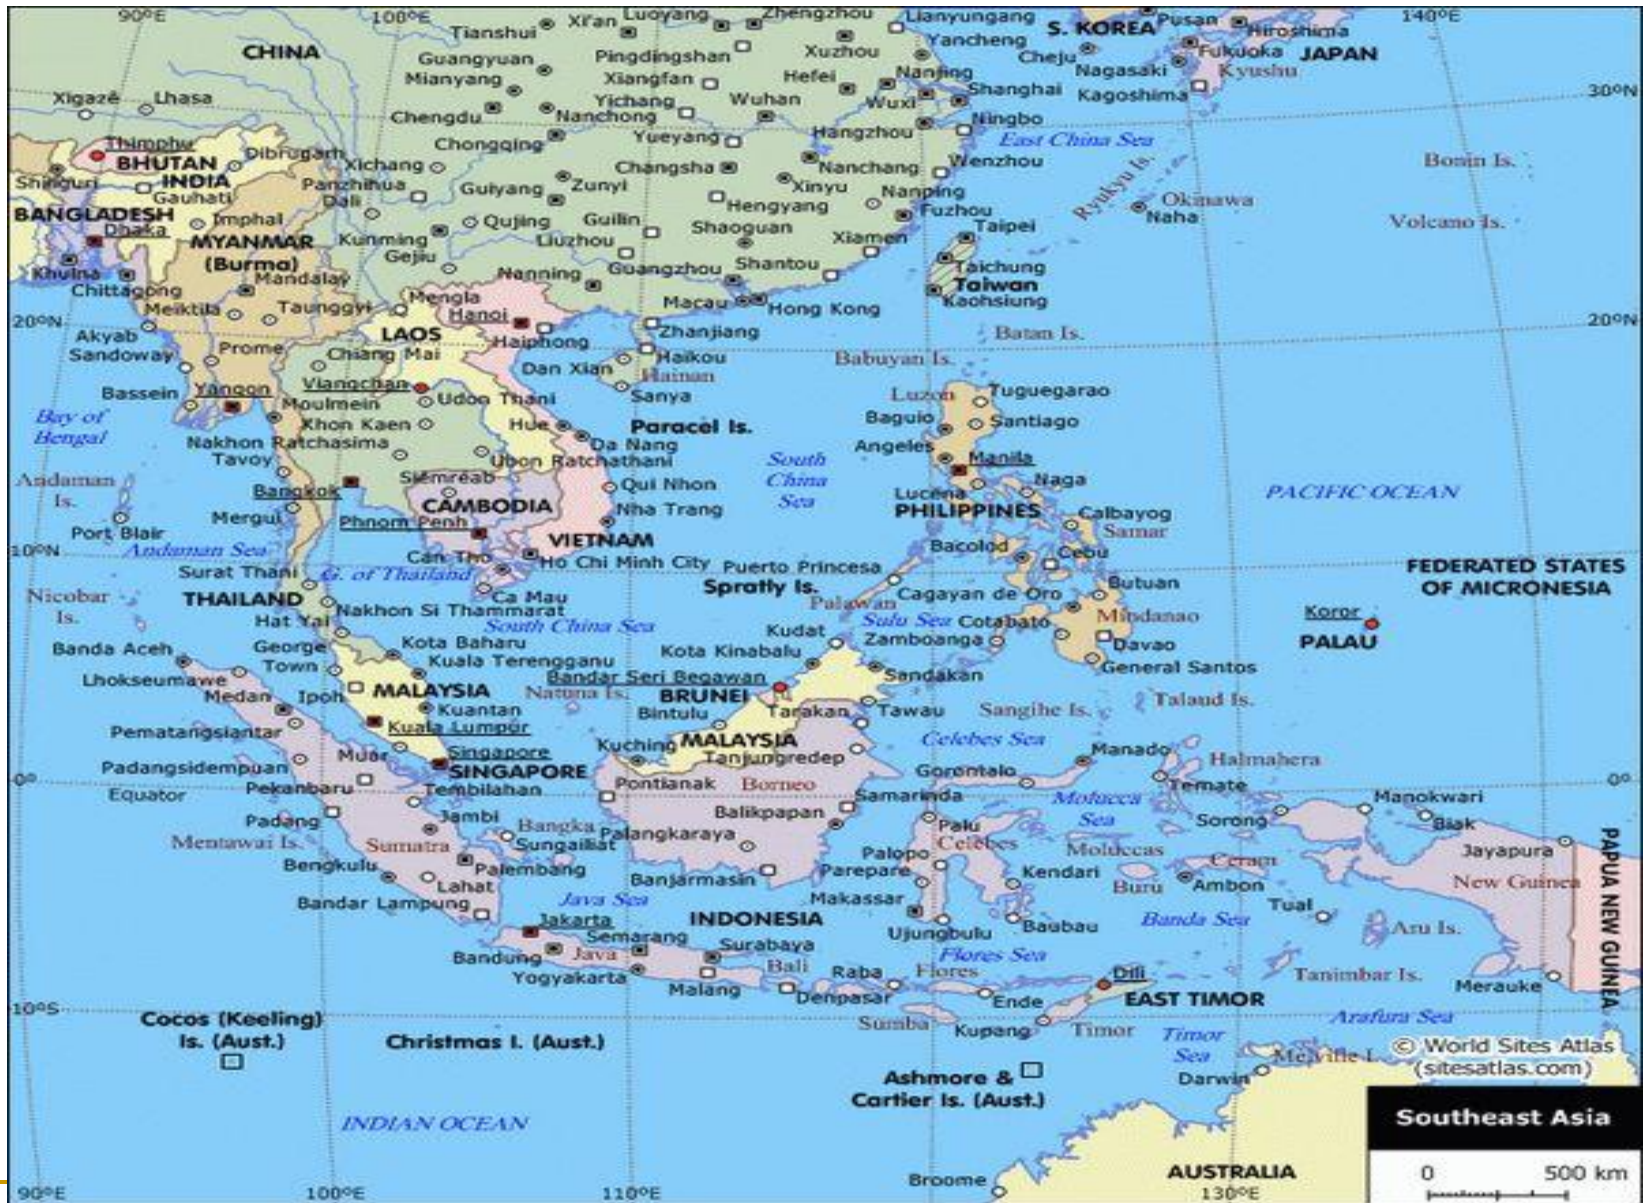 90°E
100°E
140°E
CHINA
Tianshui
Xi'an
Luoyang
Zhengzhou
Lianyungang
S. KOREA
Pusan
Hiroshima
Guangyuan
Pingdingshan
Xuzhou
Yancheng
Cheju
Fukuoka
JAPAN
Mianyang
Xiangfan
Hefei
Nanjing
Nagasaki
Kyushu
Xigazê
Lhasa
Chengdu
Nanchong
Yichang
Wuhan
Wuxi
Shanghai
Kagoshima
30°N
Chongqing
Yueyang
Hangzhou
Ningbo
East China Sea
Thimphu
BHUTAN
Dibrugarh
Xichang
Changsha
Nanchang
Wenzhou
Ryukyu Is.
Bonin Is.
Shiliguri
INDIA
Gauhati
Panzhihua
Guiyang
Zunyi
Xinyu
Nanping
Okinawa
Naha
BANGLADESH
Dhaka
Imphal
Dali
Qujing
Guilin
Hengyang
Fuzhou
Volcano Is.
MYANMAR
(Burma)
Kunming
Liuzhou
Shaoguan
Xiamen
Taipei
Khulna
Chittagong
Mandalay
Gejiu
Nanning
Guangzhou
Shantou
Taichung
Taiwan
Kaohsiung
Meiktila
Taunggyi
Mengla
Hanoi
Macau
Hong Kong
20°N
Akyab
LAOS
Haiphong
Zhanjiang
Batan Is.
20°N
Sandoway
Prome
Chiang Mai
Dan Xian
Haikou
Hainan
Babuyan Is.
Bassein
Yangon
Viangchan
Udon Thani
Sanya
Luzon
Tuguegarao
Bay of
Bengal
Moulmein
Khon Kaen
Hue
Paracel Is.
Baguio
Santiago
Nakhon Ratchasima
Da Nang
Angeles
Manila
Tavoy
Ubon Ratchathani
South
China
Sea
Andaman
Is.
Bangkok
Siemreab
Qui Nhon
Lucena
Naga
PACIFIC OCEAN
Port Blair
Mergui
CAMBODIA
Phnom Penh
Nha Trang
PHILIPPINES
Calbayog
Samar
10°N
Andaman Sea
VIETNAM
Can Tho
Ho Chi Minh City
Bacolod
Cebu
Surat Thani
G. of Thailand
Puerto Princesa
Spratly Is.
Butuan
FEDERATED STATES
OF MICRONESIA
Nicobar
Is.
THAILAND
Ca Mau
Palawan
Cagayan de Oro
Mindanao
Koror
PALAU
Nakhon Si Thammarat
Hat Yai
South China Sea
Kudat
Sulu Sea
Cotabato
Zamboanga
Davao
Banda Aceh
George
Town
Kota Baharu
Kota Kinabalu
General Santos
Lhokseumawe
Kuala Terengganu
Bandar Seri Begawan
Sandakan
Medan
Ipoh
MALAYSIA
Natuna Is.
BRUNEI
Talaud Is.
Kuantan
Bintulu
Tarakan
Tawau
Sangihe Is.
Pematangsiantar
Kuala Lumpur
Kuching
MALAYSIA
Celebes Sea
Muar
Singapore
SINGAPORE
Tanjungredep
Manado
Halmahera
Padangsidempuan
0°
Equator
Pekanbaru
Tembilahan
Pontianak
Borneo
Gorontalo
Ternate
0°
Padang
Jambi
Bangka
Samarinda
Balikpapan
Molucca
Sea
Manokwari
Mentawai Is.
Sumatra
Sungailiat
Palangkaraya
Palu
Celebes
Moluccas
Sorong
Biak
Bengkulu
Palembang
Palopo
Parepare
Kendari
Ceram
Buru
Ambon
Jayapura
New Guinea
PAPUA NEW GUINEA
Lahat
Banjarmasin
Makassar
Bandar Lampung
Java Sea
INDONESIA
Ujungbulu
Baubau
Banda Sea
Tual
Aru Is.
Jakarta
Semarang
Surabaya
Bandung
Java
Bali
Raba
Flores
Flores Sea
Dili
Tanimbar Is.
Yogyakarta
Malang
Denpasar
Ende
EAST TIMOR
Merauke
10°S
Sumba
Kupang
Timor
Arafura Sea
Cocos (Keeling)
Is. (Aust.)
Christmas I. (Aust.)
Timor
Sea
Melville I.
© World Sites Atlas
(sitesatlas.com)
Ashmore &
Cartier Is. (Aust.)
Darwin
INDIAN OCEAN
Southeast Asia
Broome
AUSTRALIA
0
500 km
90°E
100°E
110°E
130°E